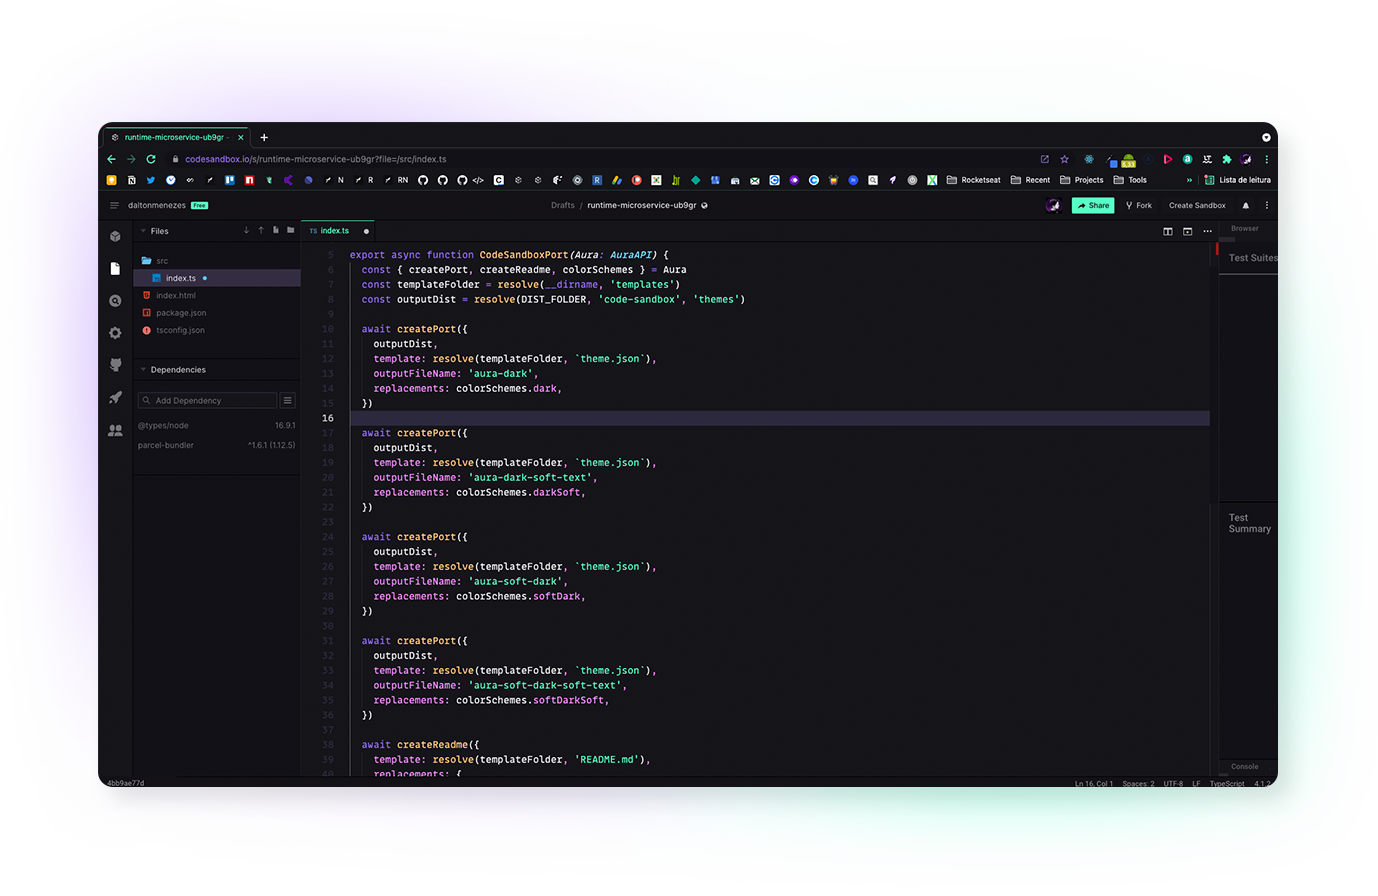 runtime-microservice-ub9gr -
codesandbox.io/s/runtime-microservice-ub9gr?file=/src/index.ts
N R RN </> Rocketseat Recent Projects Tools » Lista de leitura
daltonmenezes Free Drafts / runtime-microservice-ub9gr Share Fork Create Sandbox
Files
src
index.ts
index.html
package.json
tsconfig.json
Dependencies
Add Dependency
@types/node 16.9.1
parcel-bundler ^1.6.1 (1.12.5)
TS index.ts
5 export async function CodeSandboxPort(Aura: AuraAPI) {
6 const { createPort, createReadme, colorSchemes } = Aura
7 const templateFolder = resolve(__dirname, 'templates')
8 const outputDist = resolve(DIST_FOLDER, 'code-sandbox', 'themes')
9
10 await createPort({
11 outputDist,
12 template: resolve(templateFolder, `theme.json`),
13 outputFileName: 'aura-dark',
14 replacements: colorSchemes.dark,
15 })
16
17 await createPort({
18 outputDist,
19 template: resolve(templateFolder, `theme.json`),
20 outputFileName: 'aura-dark-soft-text',
21 replacements: colorSchemes.darkSoft,
22 })
23
24 await createPort({
25 outputDist,
26 template: resolve(templateFolder, `theme.json`),
27 outputFileName: 'aura-soft-dark',
28 replacements: colorSchemes.softDark,
29 })
30
31 await createPort({
32 outputDist,
33 template: resolve(templateFolder, `theme.json`),
34 outputFileName: 'aura-soft-dark-soft-text',
35 replacements: colorSchemes.softDarkSoft,
36 })
37
38 await createReadme({
39 template: resolve(templateFolder, 'README.md'),
40 replacements: {
Browser
Test Suites
Test
Summary
Console
4bb9ae77d
Ln 16, Col 1 Spaces: 2 UTF-8 LF TypeScript 4.1.2